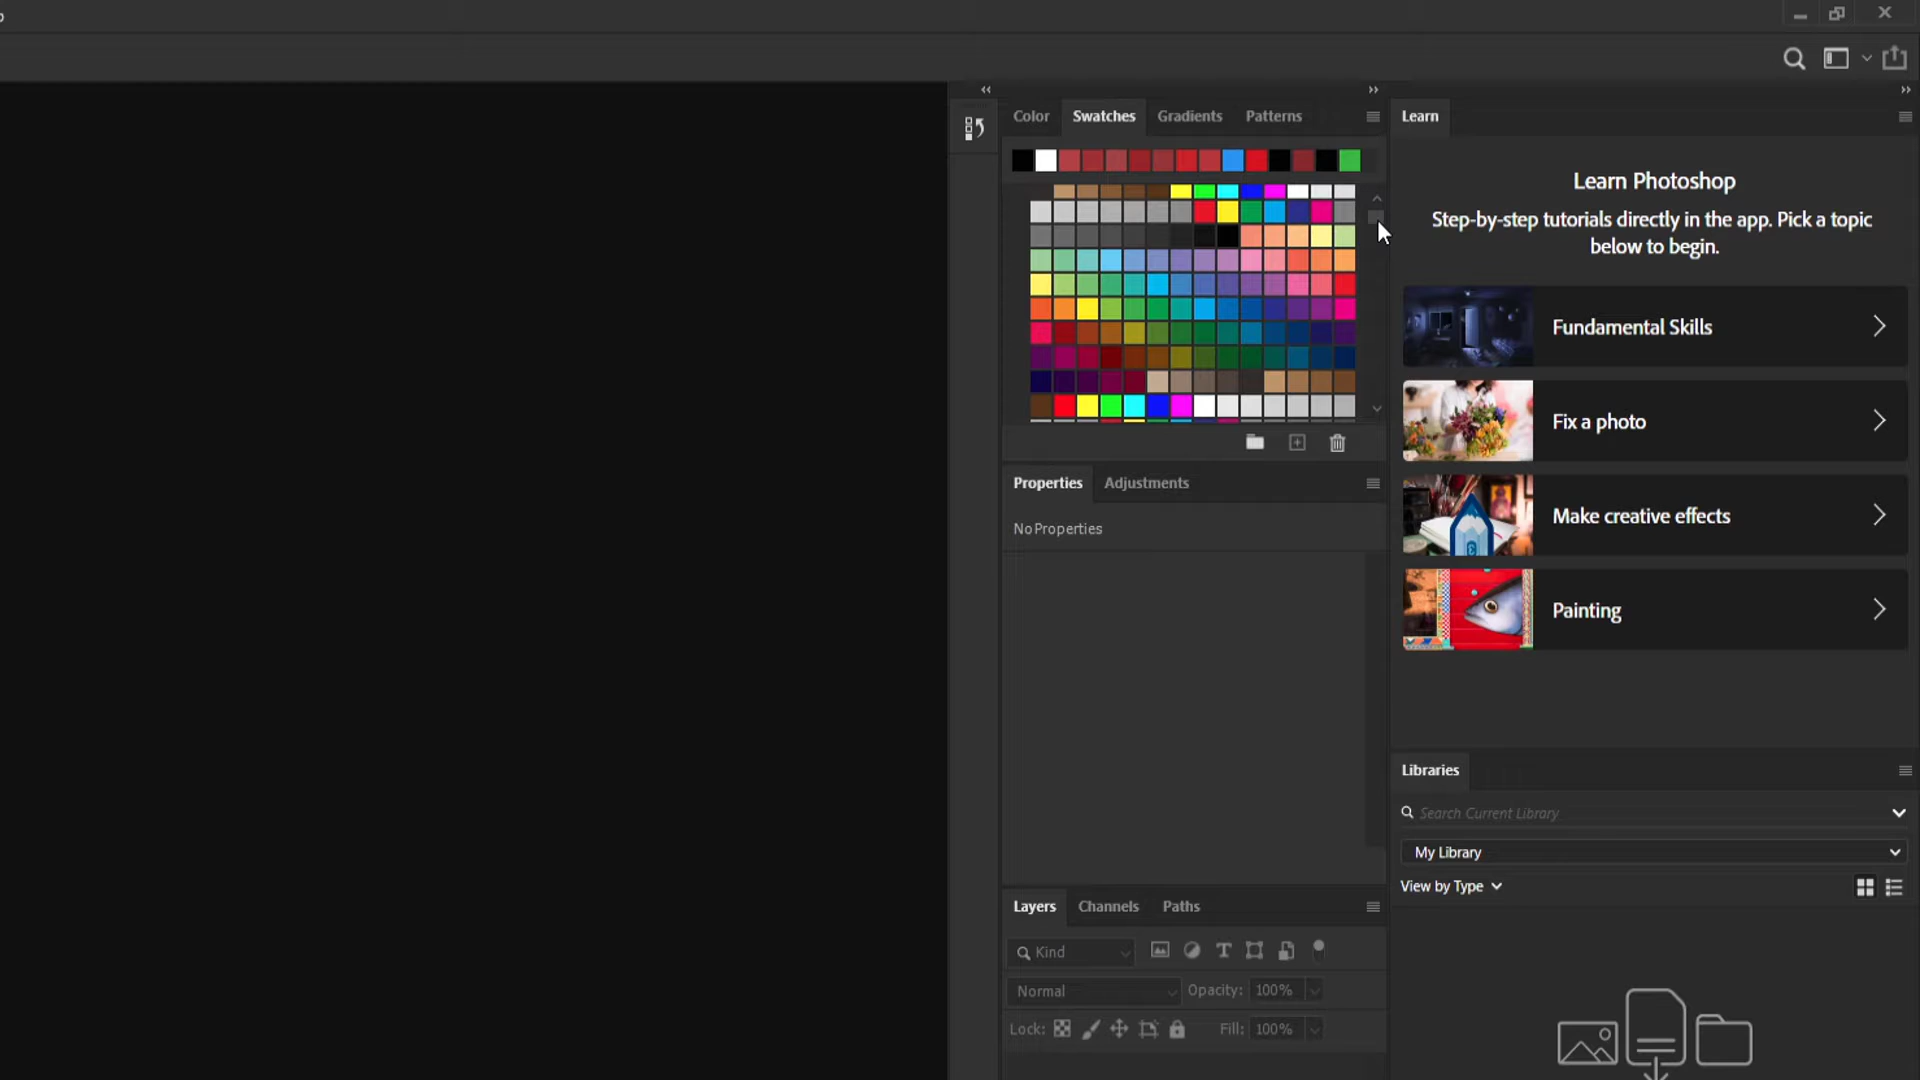 Color Swatches Gradients Patterns
Learn
Learn Photoshop
Step-by-step tutorials directly in the app. Pick a topic
below to begin.
Fundamental Skills
Fix a photo
Make creative effects
Painting
Properties Adjustments
No Properties
Libraries
Search Current Library
My Library
View by Type
Layers Channels Paths
Kind
Normal Opacity: 100%
Lock: Fill: 100%